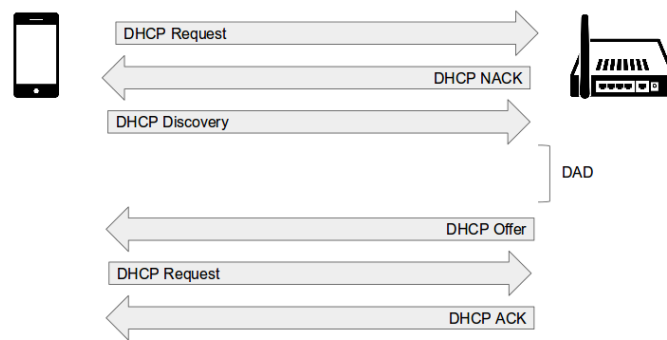 DHCP Request
DHCP NACK
DHCP Discovery
DAD
DHCP Offer
DHCP Request
DHCP ACK